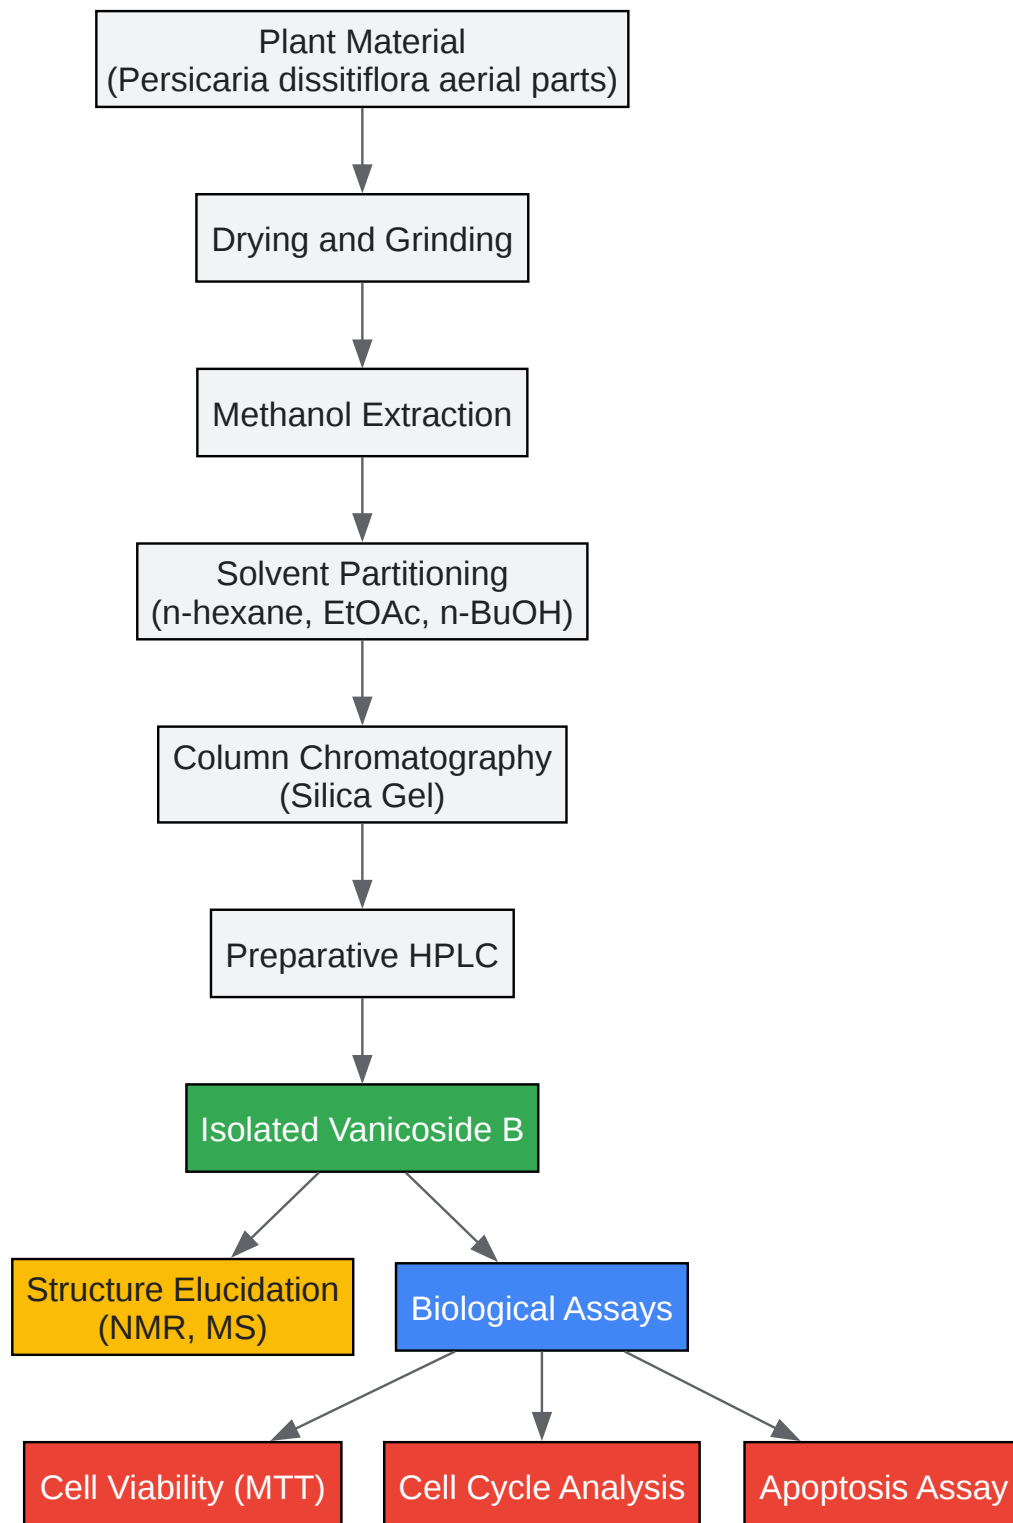 Plant Material
(Persicaria dissitiflora aerial parts)
Drying and Grinding
Methanol Extraction
Solvent Partitioning
(n-hexane, EtOAc, n-BuOH)
Column Chromatography
(Silica Gel)
Preparative HPLC
Isolated Vanicoside B
Structure Elucidation
(NMR, MS)
Biological Assays
Cell Viability (MTT)
Cell Cycle Analysis
Apoptosis Assay